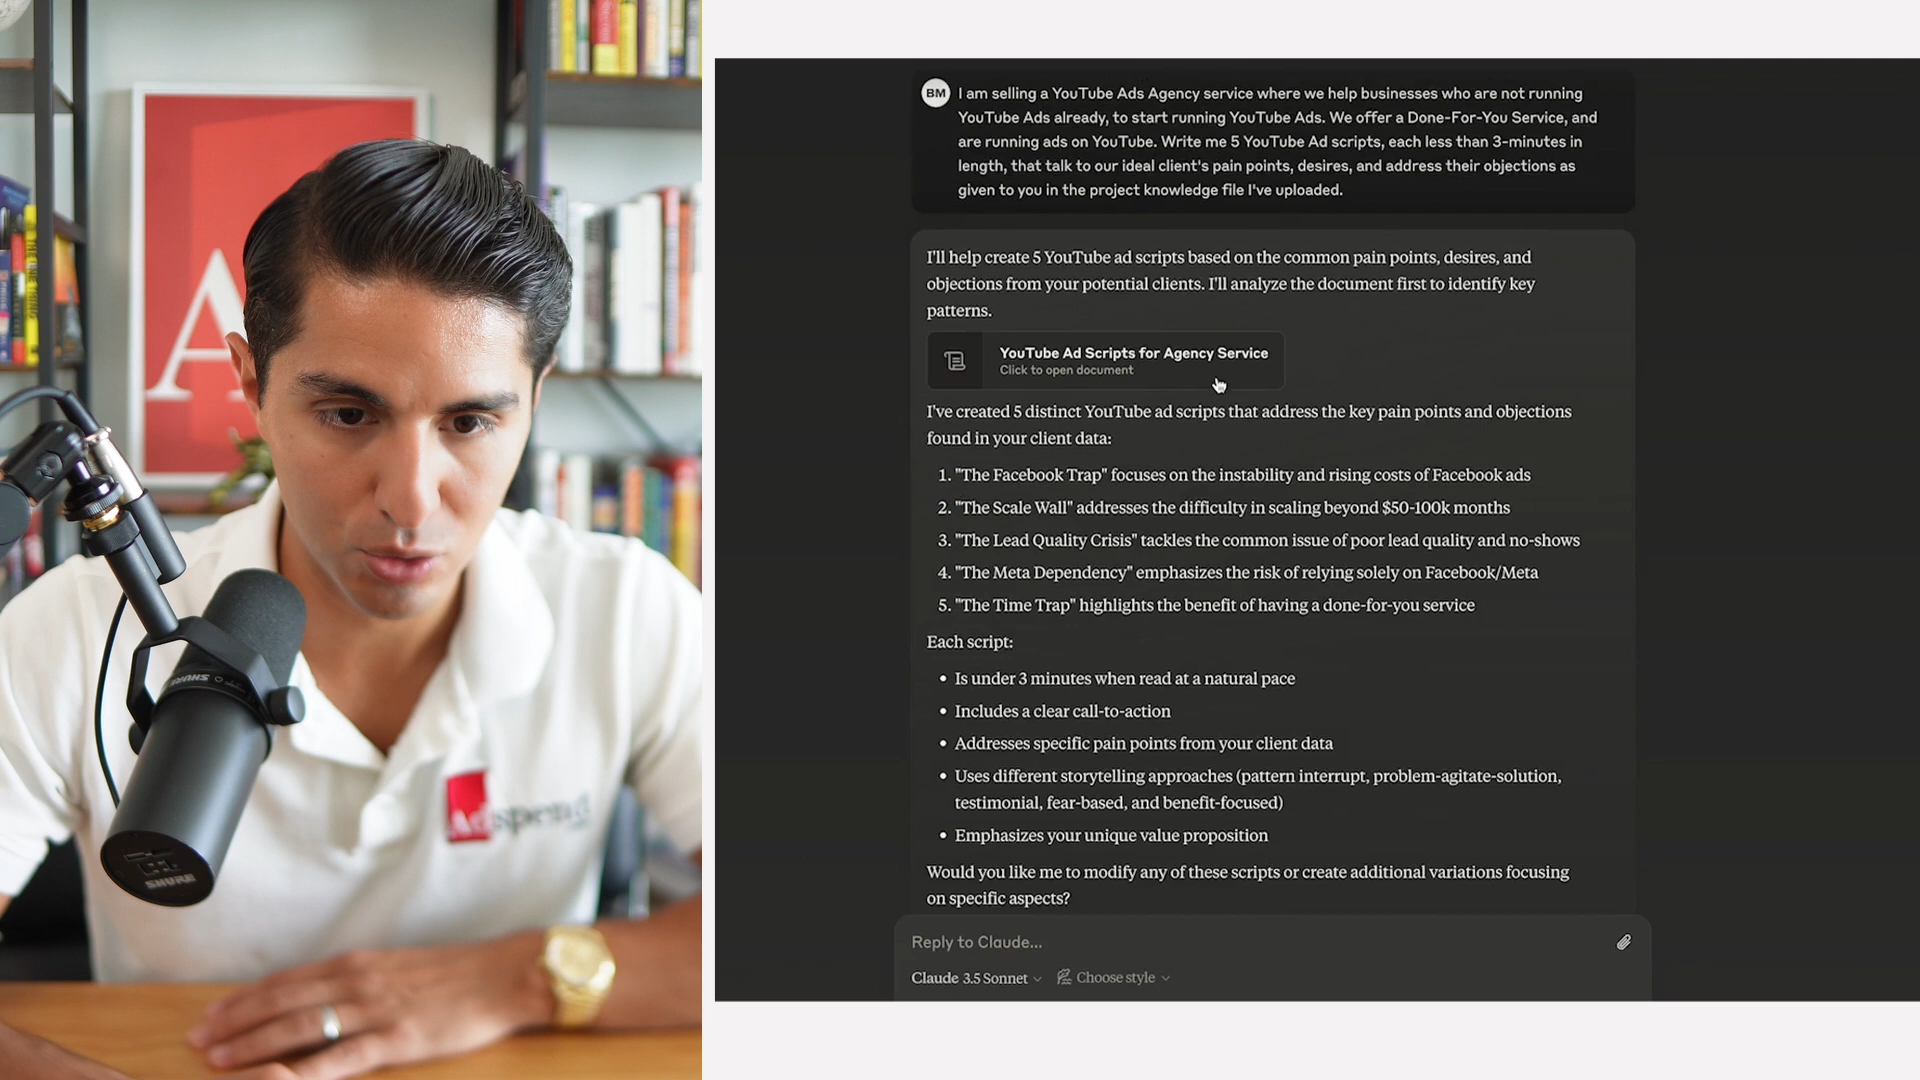 A
SHURE
SHURE
Adspend
BM
I am selling a YouTube Ads Agency service where we help businesses who are not running
YouTube Ads already, to start running YouTube Ads. We offer a Done-For-You Service, and
are running ads on YouTube. Write me 5 YouTube Ad scripts, each less than 3-minutes in
length, that talk to our ideal client's pain points, desires, and address their objections as
given to you in the project knowledge file I've uploaded.
I'll help create 5 YouTube ad scripts based on the common pain points, desires, and
objections from your potential clients. I'll analyze the document first to identify key
patterns.
YouTube Ad Scripts for Agency Service
Click to open document
I've created 5 distinct YouTube ad scripts that address the key pain points and objections
found in your client data:
1. "The Facebook Trap" focuses on the instability and rising costs of Facebook ads
2. "The Scale Wall" addresses the difficulty in scaling beyond $50-100k months
3. "The Lead Quality Crisis" tackles the common issue of poor lead quality and no-shows
4. "The Meta Dependency" emphasizes the risk of relying solely on Facebook/Meta
5. "The Time Trap" highlights the benefit of having a done-for-you service
Each script:
• Is under 3 minutes when read at a natural pace
• Includes a clear call-to-action
• Addresses specific pain points from your client data
• Uses different storytelling approaches (pattern interrupt, problem-agitate-solution,
testimonial, fear-based, and benefit-focused)
• Emphasizes your unique value proposition
Would you like me to modify any of these scripts or create additional variations focusing
on specific aspects?
Reply to Claude...
Claude 3.5 Sonnet
Choose style